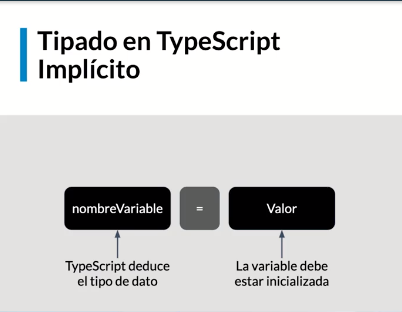 Tipado en TypeScript
Implícito
nombreVariable = Valor
TypeScript deduce
el tipo de dato
La variable debe
estar inicializada